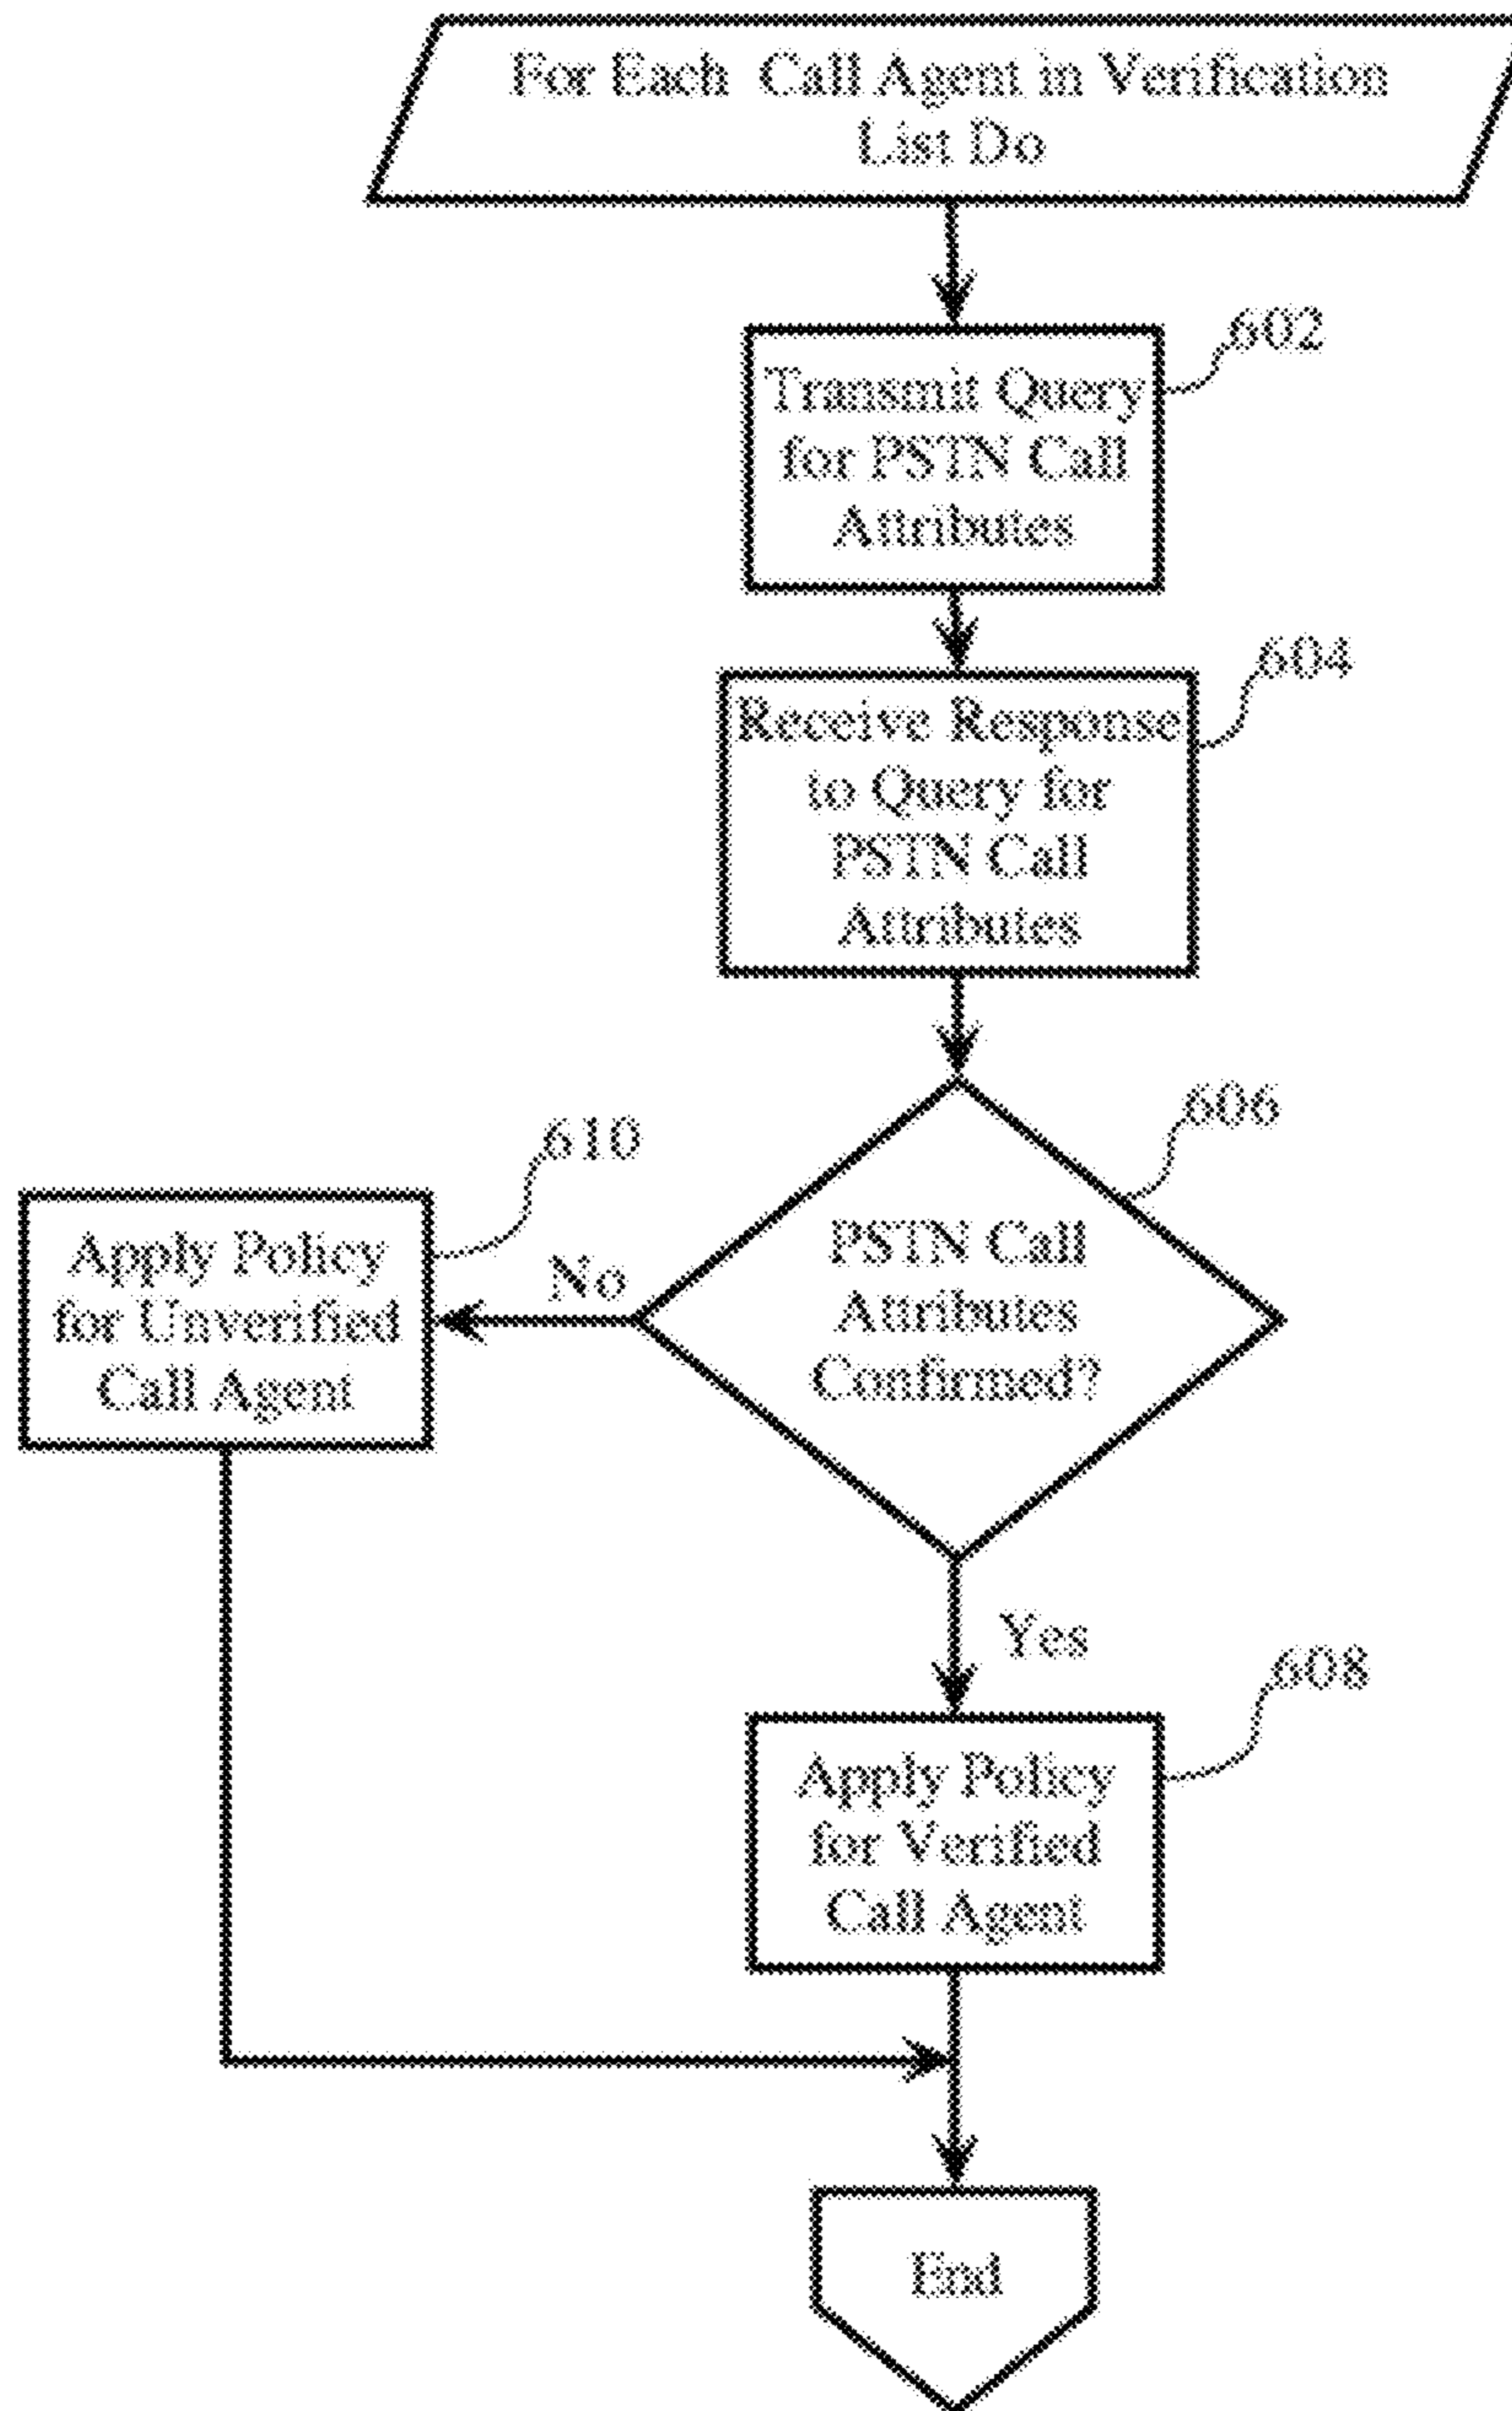 For Each Call Agent in Verification
List Do
602
Transmit Query
for PSTN Call
Attributes
604
Receive Response
to Query for
PSTN Call
Attributes
606
PSTN Call
Attributes
Confirmed?
610
No
Apply Policy
for Unverified
Call Agent
Yes
608
Apply Policy
for Verified
Call Agent
End